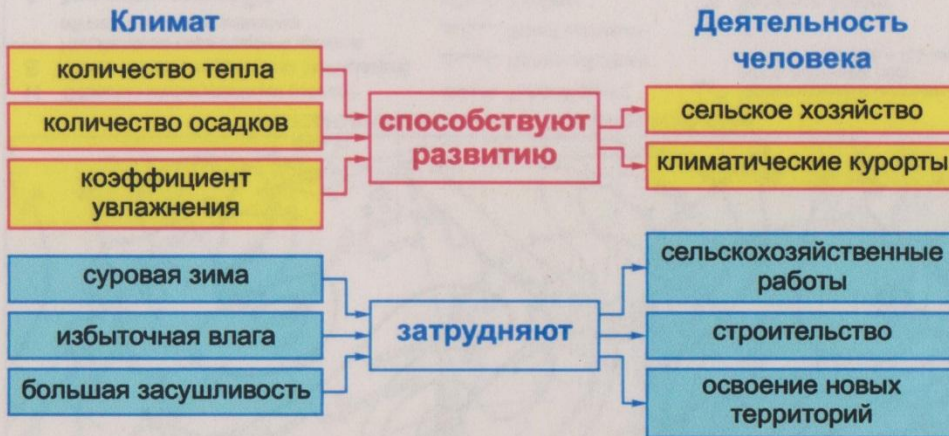 Климат
количество тепла
количество осадков
коэффициент
увлажнения
способствуют
развитию
Деятельность
человека
сельское хозяйство
климатические курорты
суровая зима
избыточная влага
большая засушливость
затрудняют
сельскохозяйственные
работы
строительство
освоение новых
территорий